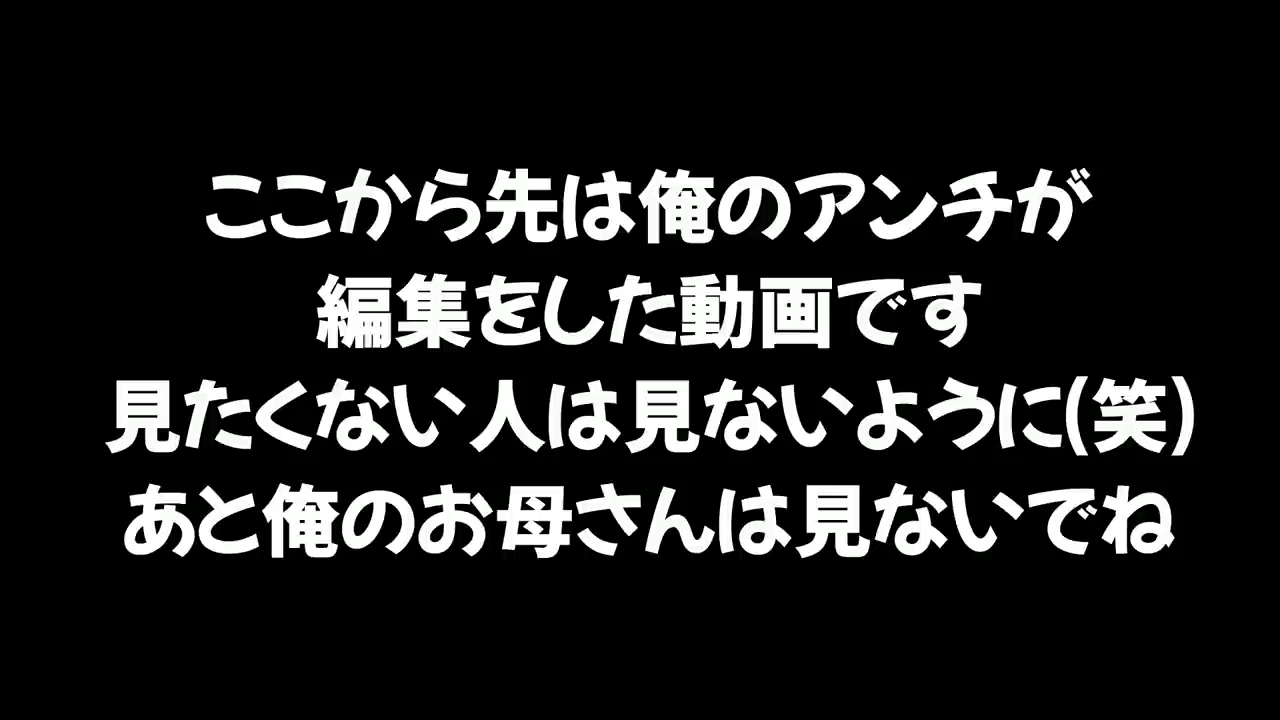 ここから先は俺のアンチが
編集をした動画です
見たくない人は見ないように(笑)
あと俺のお母さんは見ないでね